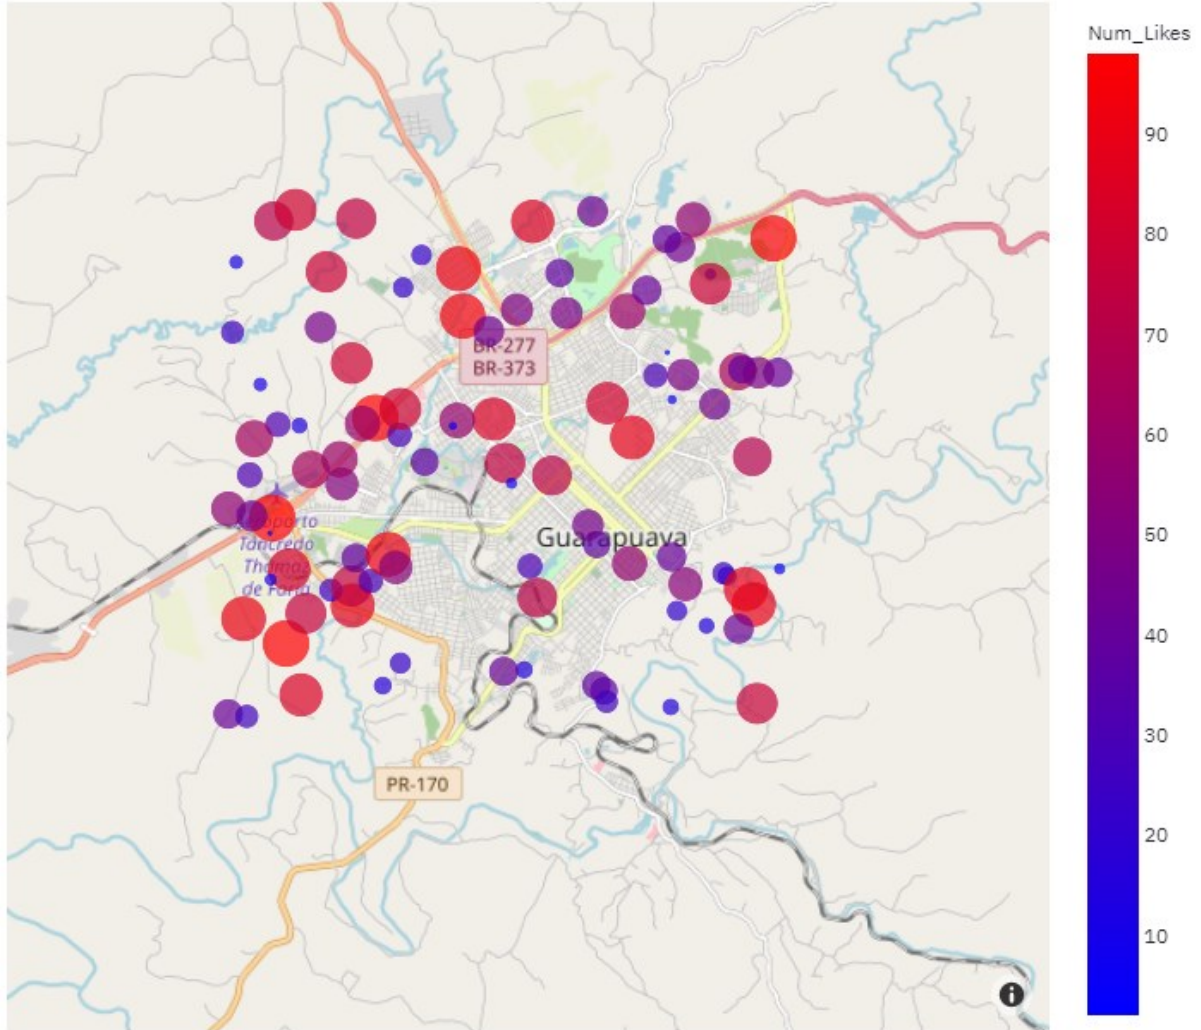 Num_Likes
90
80
70
60
50
40
30
20
10
BR-277
BR-373
Guarapuava
Aeroporto
Tancredo
Thomaz
de Faria
PR-170
i